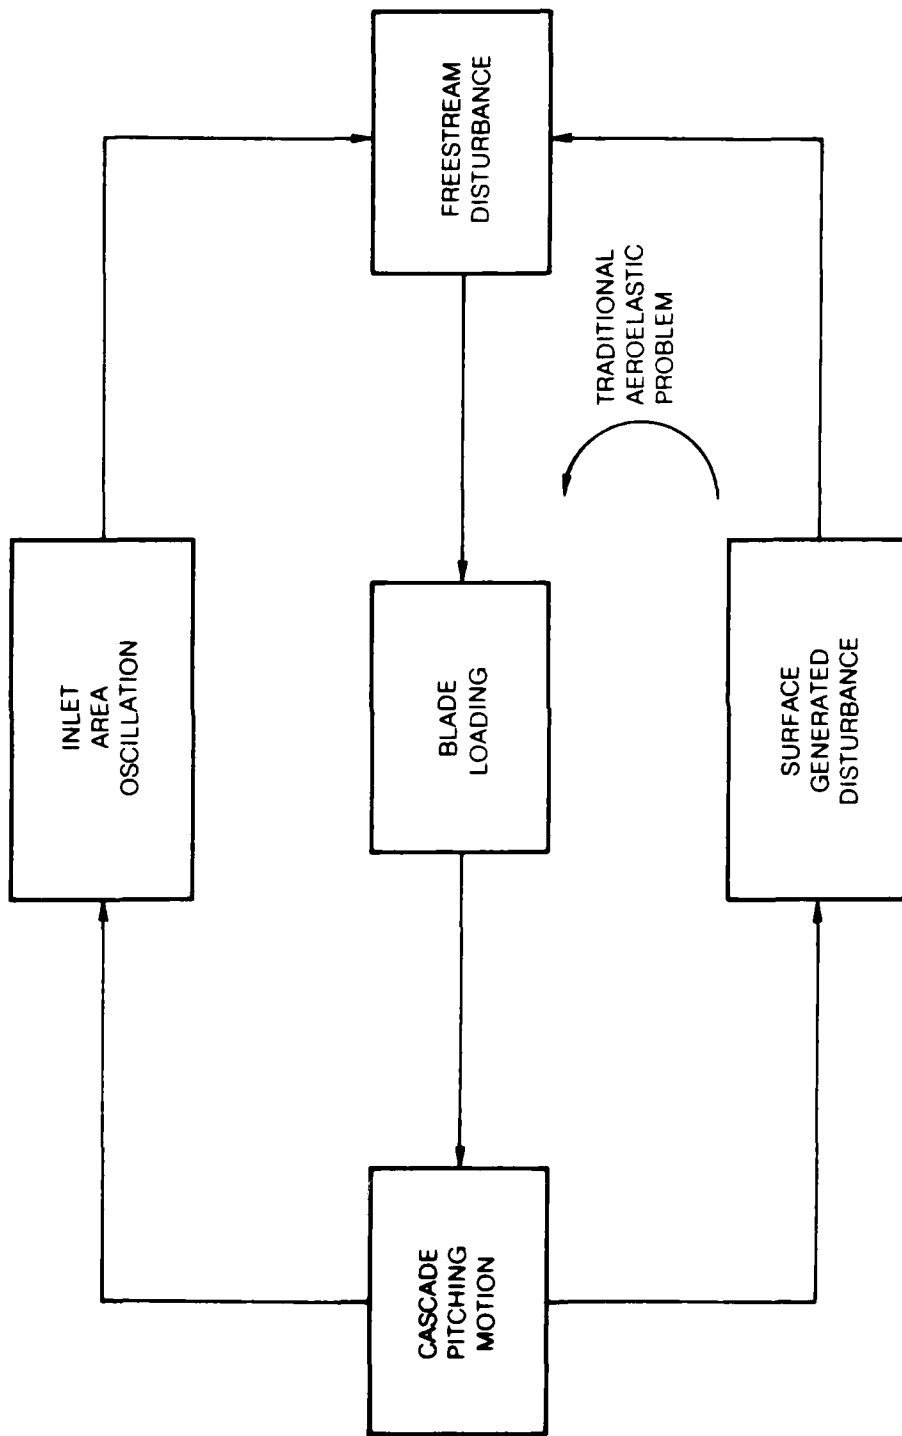 INLET
AREA
OSCILLATION
CASCADE
PITCHING
MOTION
BLADE
LOADING
FREESTREAM
DISTURBANCE
TRADITIONAL
AEROELASTIC
PROBLEM
SURFACE
GENERATED
DISTURBANCE